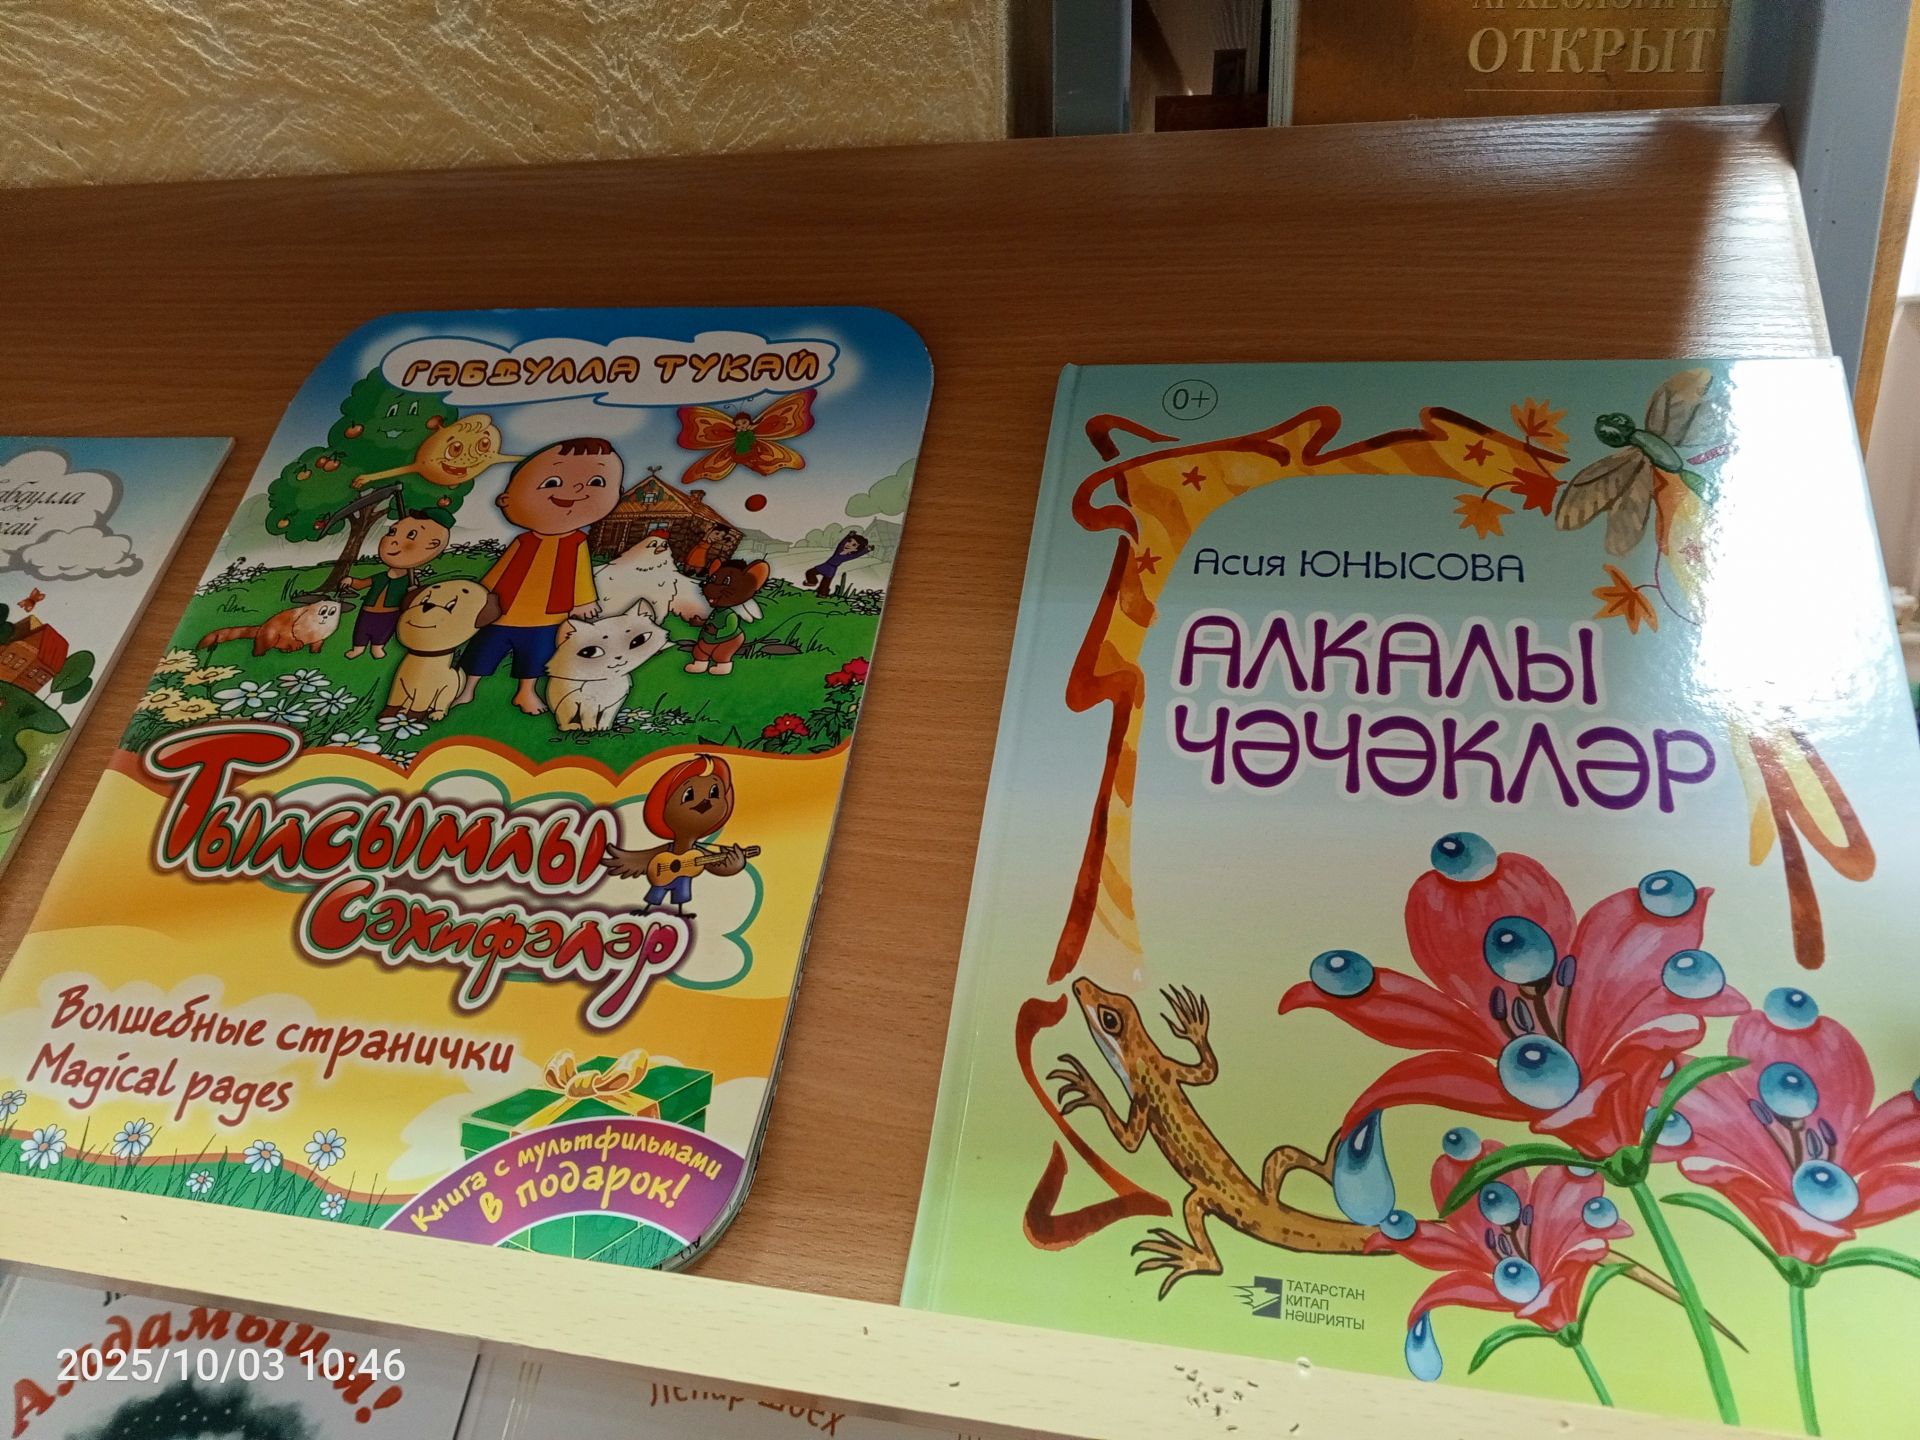 ОТКРЫТ
ГАБДУЛЛА ТУКАЙ
Тылсымлы
Сәхифәләр
Волшебные странички
Magical pages
Книга с мультфильмами
в подарок!
0+
Асия ЮНЫСОВА
АЛКАЛЫ
ЧӘЧӘКЛӘР
ТАТАРСТАН
КИТАП
НӘШРИЯТЫ
Алдамыйм!
2025/10/03 10:46